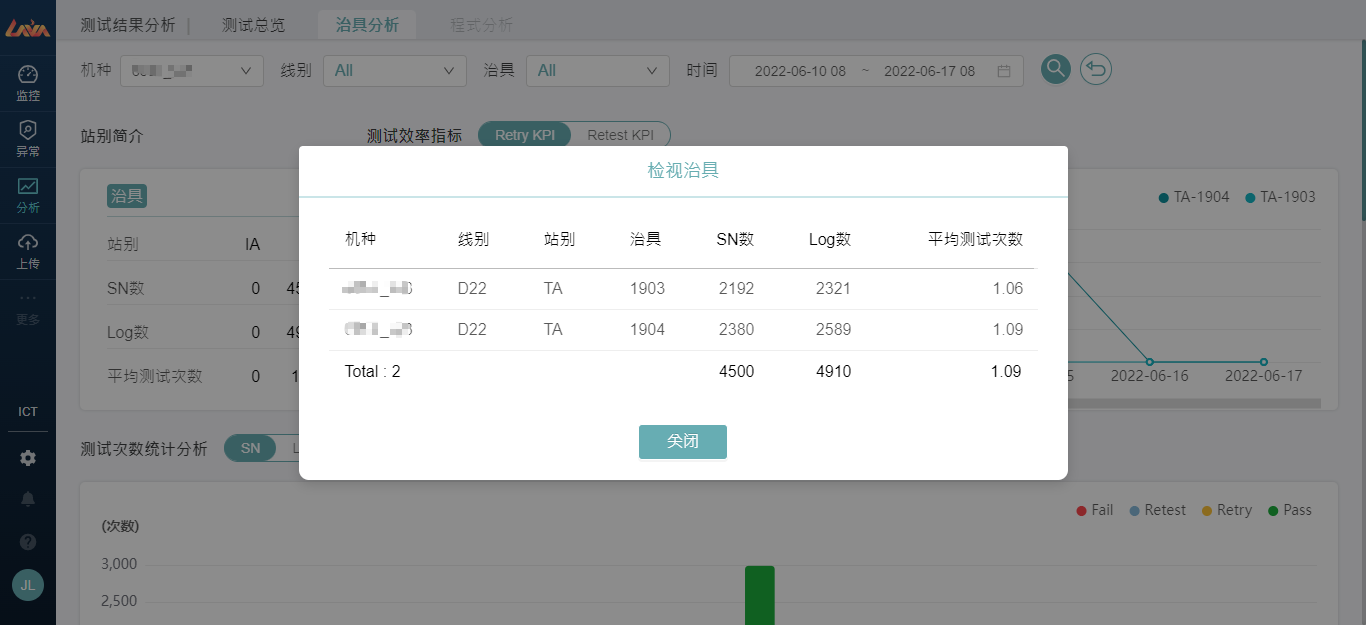 LAVA
测试结果分析 | 测试总览 治具分析 程式分析
机种 线别 All 治具 All 时间 2022-06-10 08 ~ 2022-06-17 08
监控
异常
分析
上传
更多
ICT
JL
站别简介 测试效率指标 Retry KPI Retest KPI
治具 TA-1904 TA-1903
站别 IA
SN数 0 45
Log数 0 49
平均测试次数 0 1
5 2022-06-16 2022-06-17
检视治具
机种 线别 站别 治具 SN数 Log数 平均测试次数
D22 TA 1903 2192 2321 1.06
D22 TA 1904 2380 2589 1.09
Total : 2 4500 4910 1.09
关闭
测试次数统计分析 SN L
Fail Retest Retry Pass
(次数)
3,000
2,500